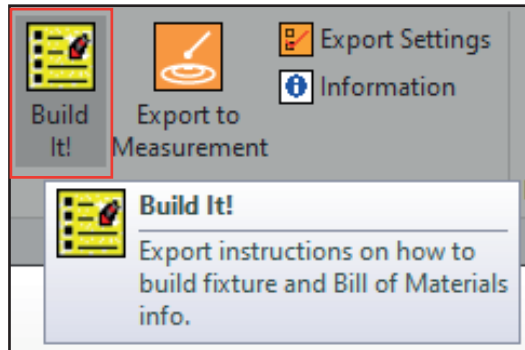 Build
It!
Export to
Measurement
Export Settings
Information
Build It!
Export instructions on how to
build fixture and Bill of Materials
info.